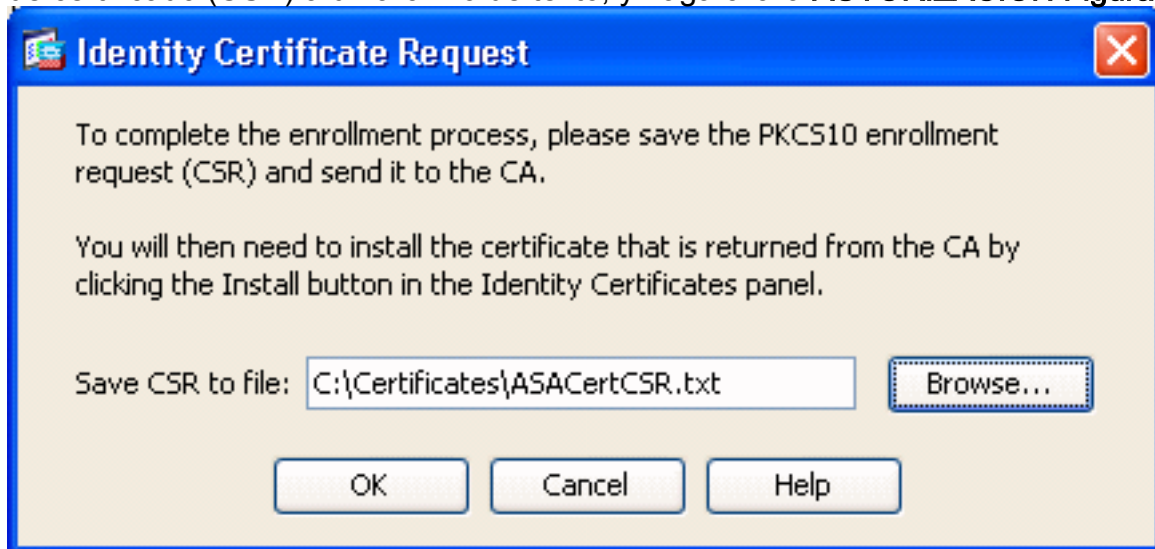 Identity Certificate Request
To complete the enrollment process, please save the PKCS10 enrollment
request (CSR) and send it to the CA.
You will then need to install the certificate that is returned from the CA by
clicking the Install button in the Identity Certificates panel.
Save CSR to file: C:\Certificates\ASACertCSR.txt Browse...
OK Cancel Help